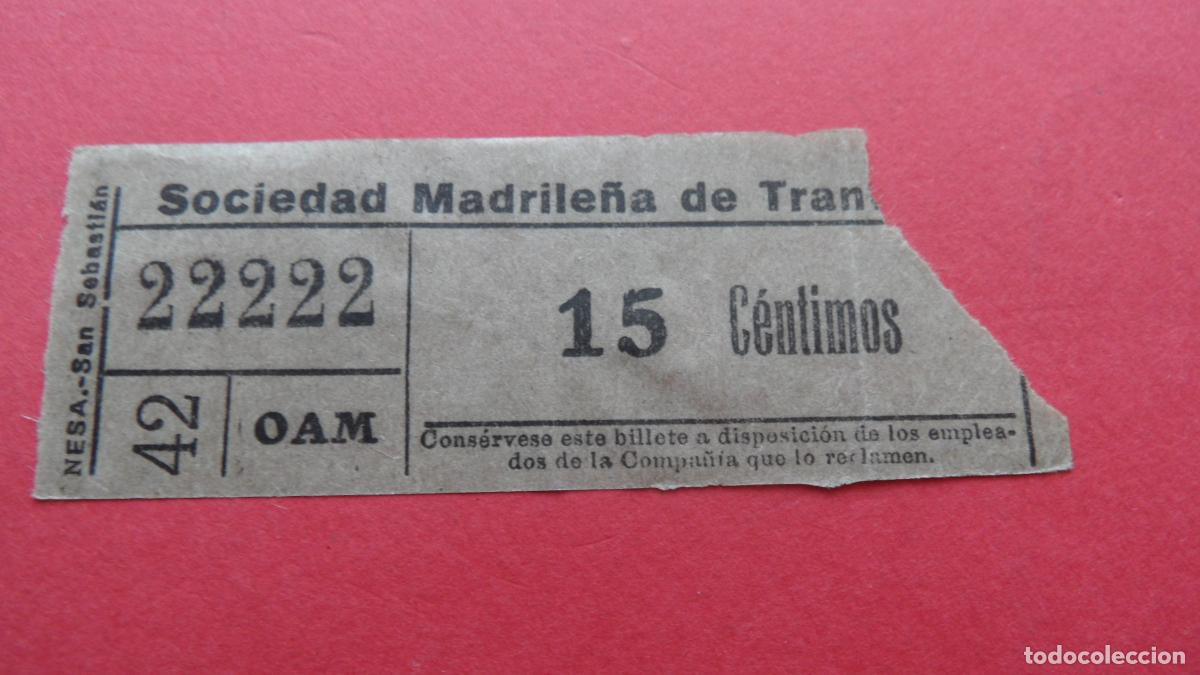 Sociedad Madrileña de Tran
NESA.-San Sebastián
22222
15 Céntimos
42
OAM
Consérvese este billete a disposición de los emplea-
dos de la Compañía que lo reclamen.
todocoleccion